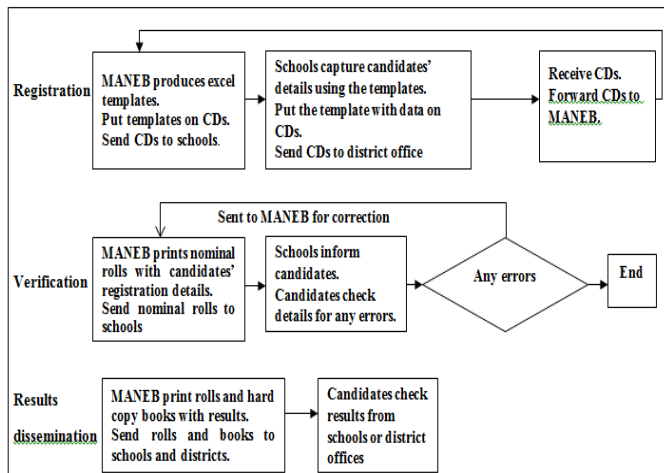 Registration
MANEB produces excel
templates.
Put templates on CDs.
Send CDs to schools.
Schools capture candidates'
details using the templates.
Put the template with data on
CDs.
Send CDs to district office
Receive CDs.
Forward CDs to
MANEB.
Sent to MANEB for correction
Verification
MANEB prints nominal
rolls with candidates'
registration details.
Send nominal rolls to
schools
Schools inform
candidates.
Candidates check
details for any errors.
Any errors
End
Results
dissemination
MANEB print rolls and hard
copy books with results.
Send rolls and books to
schools and districts.
Candidates check
results from
schools or district
offices